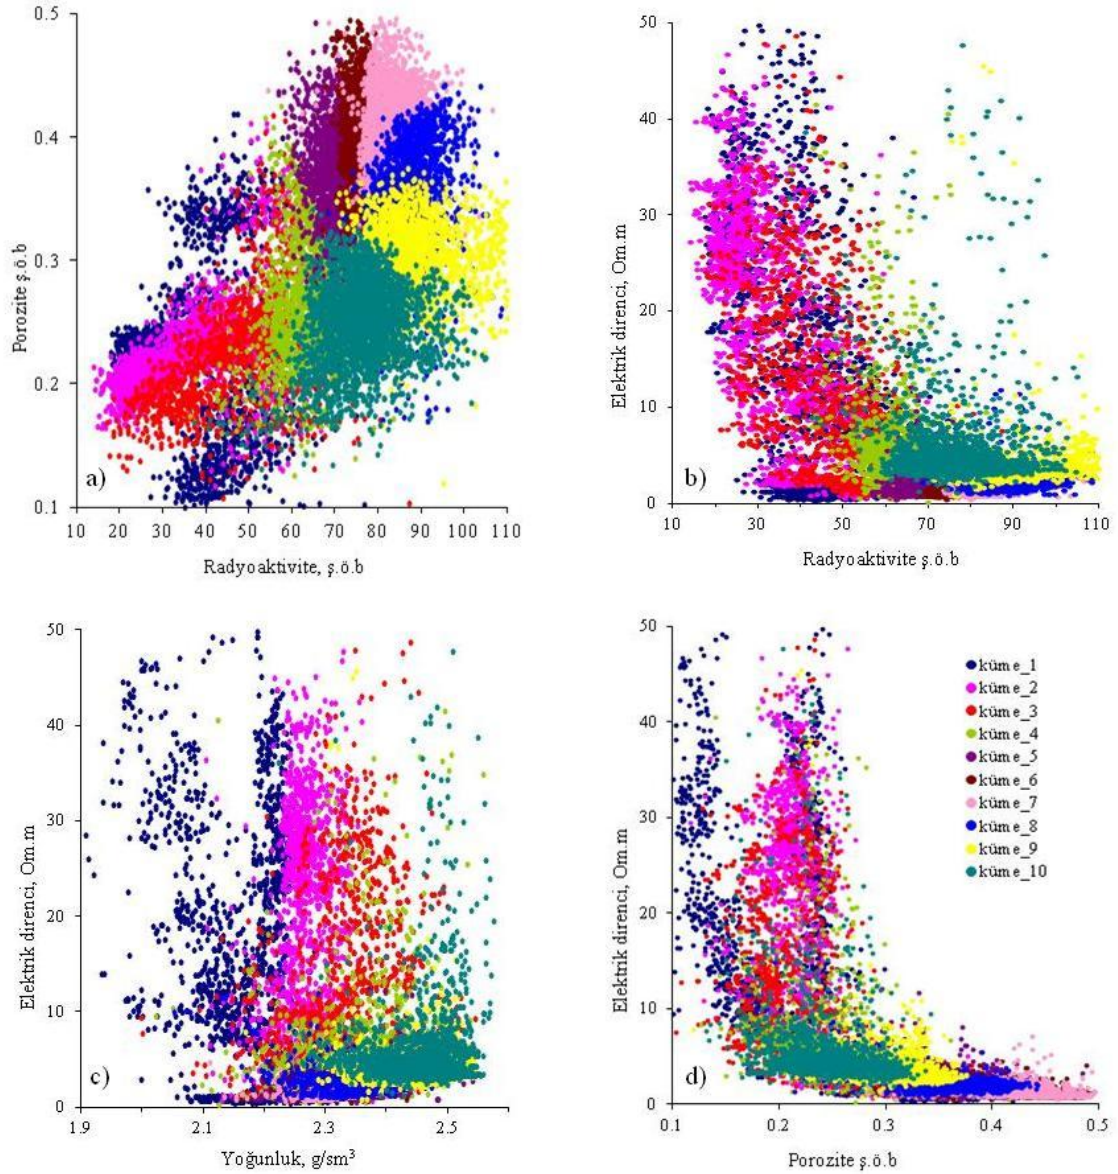 0.5
0.4
0.3
0.2
0.1
Porozite ş.ö.b
a)
10 20 30 40 50 60 70 80 90 100 110
Radyoaktivite, ş.ö.b
50
40
30
20
10
0
Elektrik direnci, Om.m
b)
10 30 50 70 90 110
Radyoaktivite ş.ö.b
50
40
30
20
10
0
Elektrik direnci, Om.m
c)
1.9 2.1 2.3 2.5
Yoğunluk, g/sm³
50
40
30
20
10
0
Elektrik direnci, Om.m
küme_1
küme_2
küme_3
küme_4
küme_5
küme_6
küme_7
küme_8
küme_9
küme_10
d)
0.1 0.2 0.3 0.4 0.5
Porozite ş.ö.b